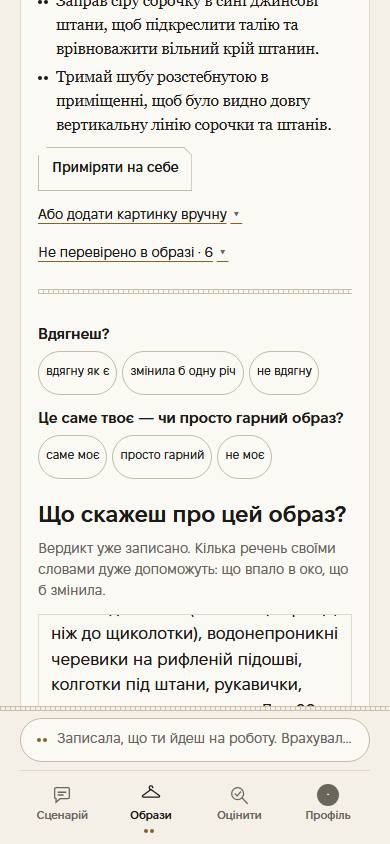 Заправ сіру сорочку в сині джинсові
штани, щоб підкреслити талію та
врівноважити вільний крій штанин.
Тримай шубу розстебнутою в
приміщенні, щоб було видно довгу
вертикальну лінію сорочки та штанів.
Приміряти на себе
Або додати картинку вручну
Не перевірено в образі · 6
Вдягнеш?
вдягну як є
змінила б одну річ
не вдягну
Це саме твоє — чи просто гарний образ?
саме моє
просто гарний
не моє
Що скажеш про цей образ?
Вердикт уже записано. Кілька речень своїми
словами дуже допоможуть: що впало в око, що
б змінила.
ніж до щиколотки), водонепроникні
черевики на рифленій підошві,
колготки під штани, рукавички,
Записала, що ти йдеш на роботу. Врахувал...
Сценарій
Образи
Оцінити
Профіль